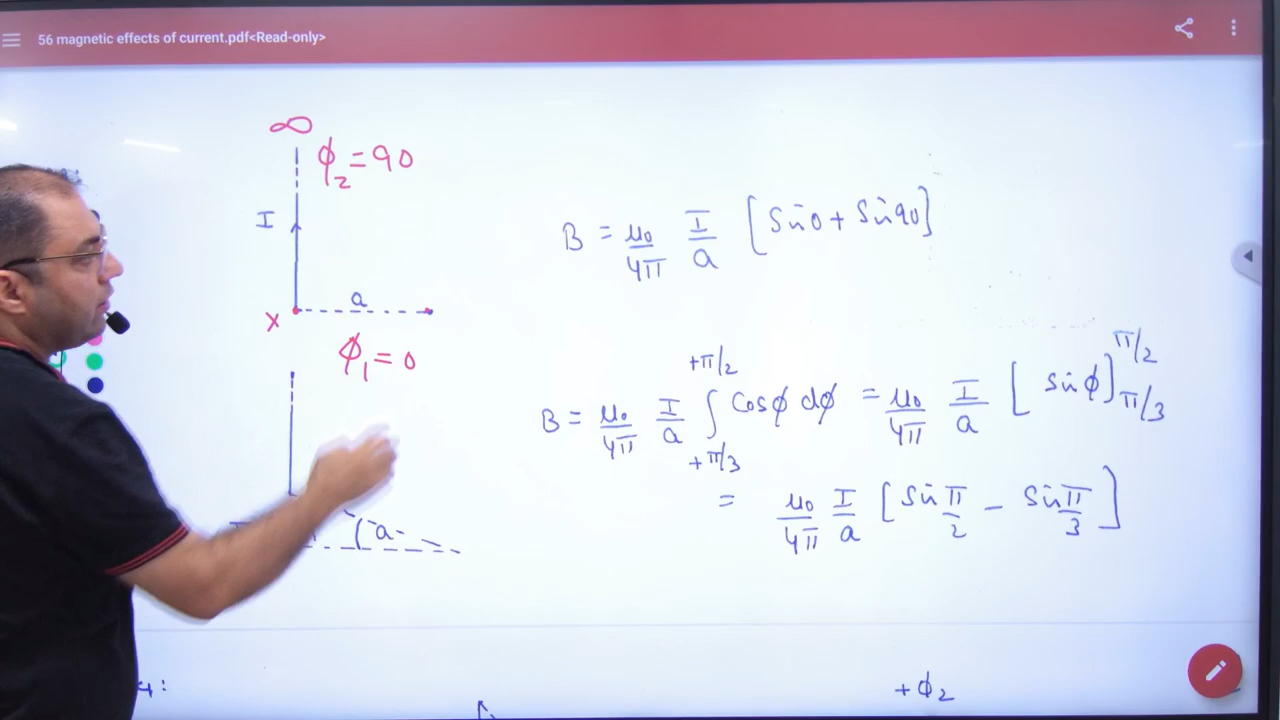 56 magnetic effects of current.pdf<Read-only>
∞
ϕ₂ = 90
I
a
x
ϕ₁ = 0
B = μ₀/4π I/a [Sin0 + Sin90]
B = μ₀/4π I/a ∫_{+π/3}^{+π/2} Cosϕ dϕ = μ₀/4π I/a [Sinϕ]_{π/3}^{π/2}
= μ₀/4π I/a [Sin π/2 − Sin π/3]
a
+ϕ₂